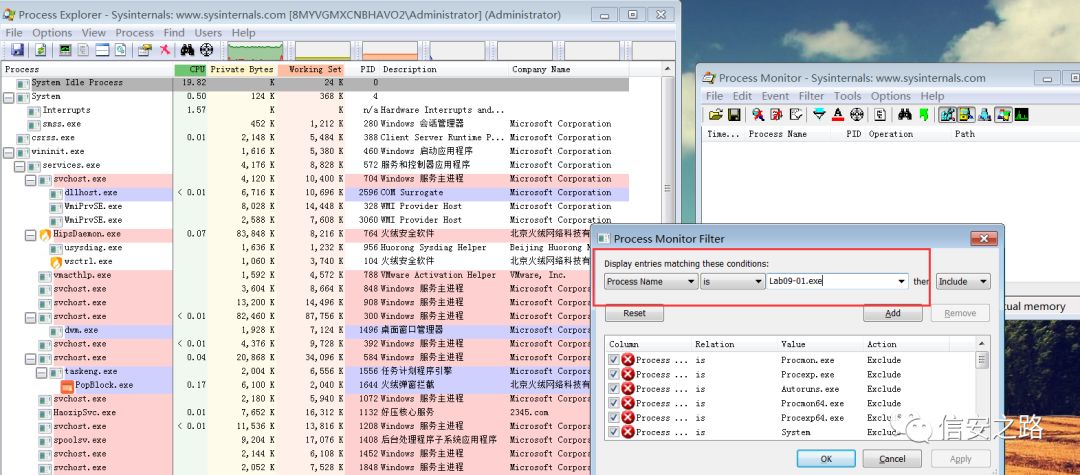 Process Explorer - Sysinternals: www.sysinternals.com [8MYVGMXCNBHAVO2\Administrator] (Administrator)
File Options View Process Find Users Help
Process CPU Private Bytes Working Set PID Description Company Name
System Idle Process 19.82 K 24 K 0
System 0.50 124 K 368 K 4
Interrupts 1.57 K K n/a Hardware Interrupts and...
smss.exe 452 K 1,212 K 280 Windows 会话管理器 Microsoft Corporation
csrss.exe 0.01 2,148 K 5,484 K 388 Client Server Runtime P... Microsoft Corporation
wininit.exe 1,616 K 5,380 K 460 Windows 启动应用程序 Microsoft Corporation
services.exe 4,176 K 8,828 K 572 服务和控制器应用程序 Microsoft Corporation
svchost.exe 4,120 K 10,400 K 704 Windows 服务主进程 Microsoft Corporation
dllhost.exe < 0.01 6,716 K 10,696 K 2596 COM Surrogate Microsoft Corporation
WmiPrvSE.exe 8,028 K 14,448 K 328 WMI Provider Host Microsoft Corporation
WmiPrvSE.exe 2,588 K 7,608 K 3060 WMI Provider Host Microsoft Corporation
HipsDaemon.exe 0.07 83,848 K 8,216 K 764 火绒安全软件 北京火绒网络科技有
usysdiag.exe 1,636 K 1,232 K 956 Huorong Sysdiag Helper Beijing Huorong N
wsctrl.exe 1,060 K 3,740 K 104 火绒安全软件 北京火绒网络科技有
vmacthlp.exe 1,592 K 4,572 K 788 VMware Activation Helper VMware, Inc.
svchost.exe 3,604 K 8,664 K 848 Windows 服务主进程 Microsoft Corpora
svchost.exe 13,200 K 14,496 K 908 Windows 服务主进程 Microsoft Corpora
svchost.exe < 0.01 82,460 K 87,756 K 300 Windows 服务主进程 Microsoft Corpora
dwm.exe 1,928 K 7,124 K 1496 桌面窗口管理器 Microsoft Corpora
svchost.exe < 0.01 4,376 K 9,728 K 392 Windows 服务主进程 Microsoft Corpora
svchost.exe 0.04 20,868 K 34,096 K 584 Windows 服务主进程 Microsoft Corpora
taskeng.exe 2,004 K 6,556 K 1556 任务计划程序引擎 Microsoft Corpora
PopBlock.exe 0.17 6,100 K 2,040 K 1644 火绒弹窗拦截 北京火绒网络科技有
svchost.exe 2,180 K 5,940 K 1072 Windows 服务主进程 Microsoft Corpora
HaozipSvc.exe 0.01 7,652 K 16,312 K 1132 好压核心服务 2345.com
svchost.exe < 0.01 11,536 K 13,816 K 1208 Windows 服务主进程 Microsoft Corpora
spoolsv.exe 9,204 K 17,076 K 1408 后台处理程序子系统应用程序 Microsoft Corpora
svchost.exe 2,144 K 6,108 K 1452 Windows 服务主进程 Microsoft Corpora
svchost.exe 2,052 K 7,528 K 1848 Windows 服务主进程 Microsoft Corpora
Process Monitor - Sysinternals: www.sysinternals.com
File Edit Event Filter Tools Options Help
Time... Process Name PID Operation Path
Process Monitor Filter
Display entries matching these conditions:
Process Name is Lab09-01.exe then Include
Reset Add Remove
Column Relation Value Action
Process ... is Procmon.exe Exclude
Process ... is Procexp.exe Exclude
Process ... is Autoruns.exe Exclude
Process ... is Procmon64.exe Exclude
Process ... is Procexp64.exe Exclude
Process ... is System Exclude
OK Cancel Apply
tual memory
信安之路